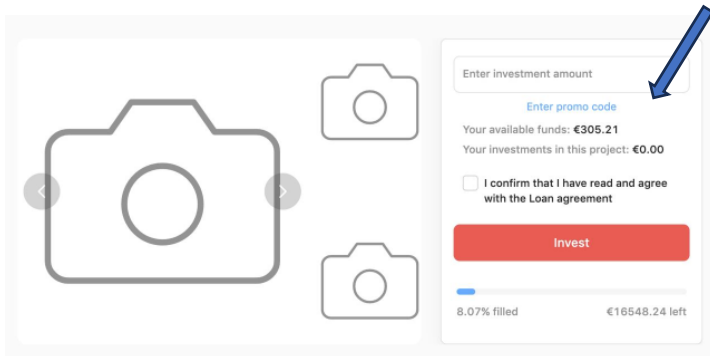 Enter investment amount
Enter promo code
Your available funds: €305.21
Your investments in this project: €0.00
I confirm that I have read and agree
with the Loan agreement
Invest
8.07% filled
€16548.24 left